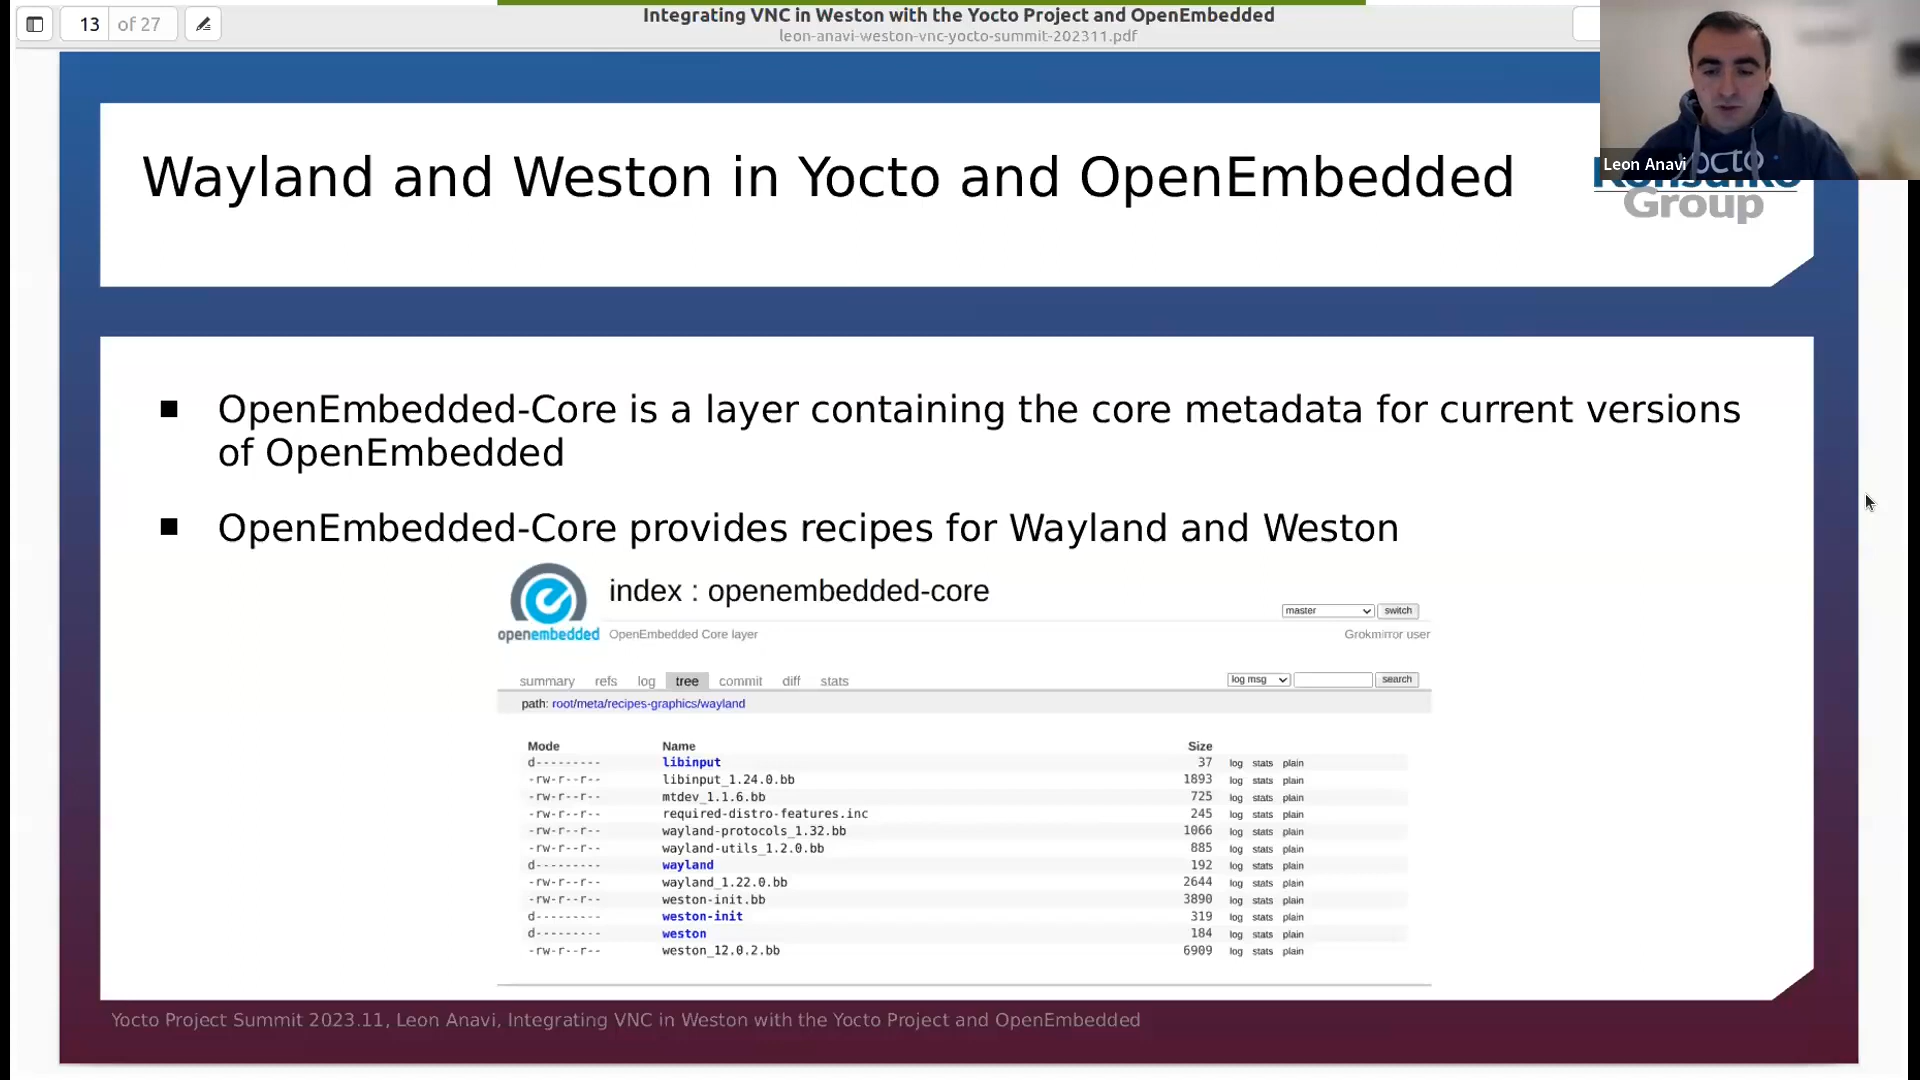 13 of 27
Integrating VNC in Weston with the Yocto Project and OpenEmbedded
leon-anavi-weston-vnc-yocto-summit-202311.pdf
Leon Anavi
octo
Wayland and Weston in Yocto and OpenEmbedded
Group
■ OpenEmbedded-Core is a layer containing the core metadata for current versions
of OpenEmbedded
■ OpenEmbedded-Core provides recipes for Wayland and Weston
index : openembedded-core
master switch
openembedded OpenEmbedded Core layer Grokmirror user
summary refs log tree commit diff stats log msg search
path: root/meta/recipes-graphics/wayland
Mode Name Size
d--------- libinput 37 log stats plain
-rw-r--r-- libinput_1.24.0.bb 1893 log stats plain
-rw-r--r-- mtdev_1.1.6.bb 725 log stats plain
-rw-r--r-- required-distro-features.inc 245 log stats plain
-rw-r--r-- wayland-protocols_1.32.bb 1066 log stats plain
-rw-r--r-- wayland-utils_1.2.0.bb 885 log stats plain
d--------- wayland 192 log stats plain
-rw-r--r-- wayland_1.22.0.bb 2644 log stats plain
-rw-r--r-- weston-init.bb 3890 log stats plain
d--------- weston-init 319 log stats plain
d--------- weston 184 log stats plain
-rw-r--r-- weston_12.0.2.bb 6909 log stats plain
Yocto Project Summit 2023.11, Leon Anavi, Integrating VNC in Weston with the Yocto Project and OpenEmbedded